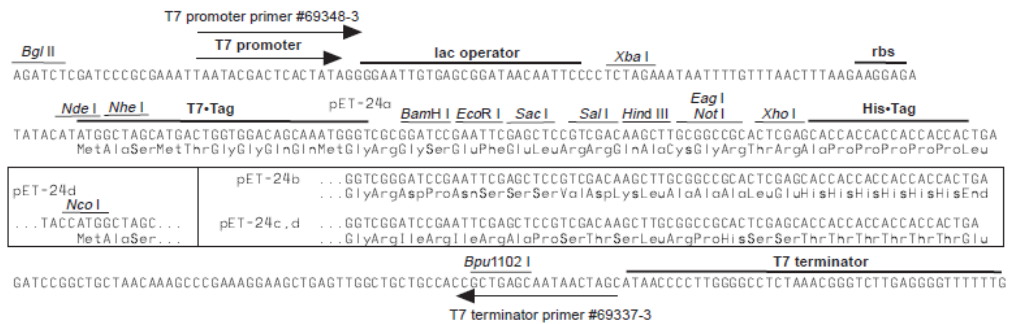 T7 promoter primer #69348-3
Bgl II T7 promoter lac operator Xba I rbs
AGATCTCGATCCCGCGAAATTAATACGACTCACTATAGGGGAATTGTGAGCGGATAACAATTCCCCTCTAGAAATAATTTTGTTTAACTTTAAGAAGGAGA
Nde I Nhe I T7•Tag pET-24a BamH I EcoR I Sac I Sal I Hind III Eag I Not I Xho I His•Tag
TATACATATGGCTAGCATGACTGGTGGACAGCAAATGGGTCGCGGATCCGAATTCGAGCTCCGTCGACAAGCTTGCGGCCGCACTCGAGCACCACCACCACCACCACTGA
MetAlaSerMetThrGlyGlyGlnGlnMetGlyArgGlySerGluPheGluLeuArgArgGlnAlaCysGlyArgThrArgAlaProProProProProLeu
pET-24b ...GGTCGGGATCCGAATTCGAGCTCCGTCGACAAGCTTGCGGCCGCACTCGAGCACCACCACCACCACCACTGA
pET-24d ...GlyArgAspProAsnSerSerSerValAspLysLeuAlaAlaAlaLeuGluHisHisHisHisHisHisEnd
Nco I
...TACCATGGCTAGC... pET-24c,d ...GGTCGGATCCGAATTCGAGCTCCGTCGACAAGCTTGCGGCCGCACTCGAGCACCACCACCACCACCACTGA
MetAlaSer... ...GlyArgIleArgIleArgAlaProSerThrSerLeuArgProHisSerSerThrThrThrThrThrThrGlu
Bpu1102 I T7 terminator
GATCCGGCTGCTAACAAAGCCCGAAAGGAAGCTGAGTTGGCTGCTGCCACCGCTGAGCAATAACTAGCATAACCCCTTGGGGCCTCTAAACGGGTCTTGAGGGGTTTTTTG
T7 terminator primer #69337-3